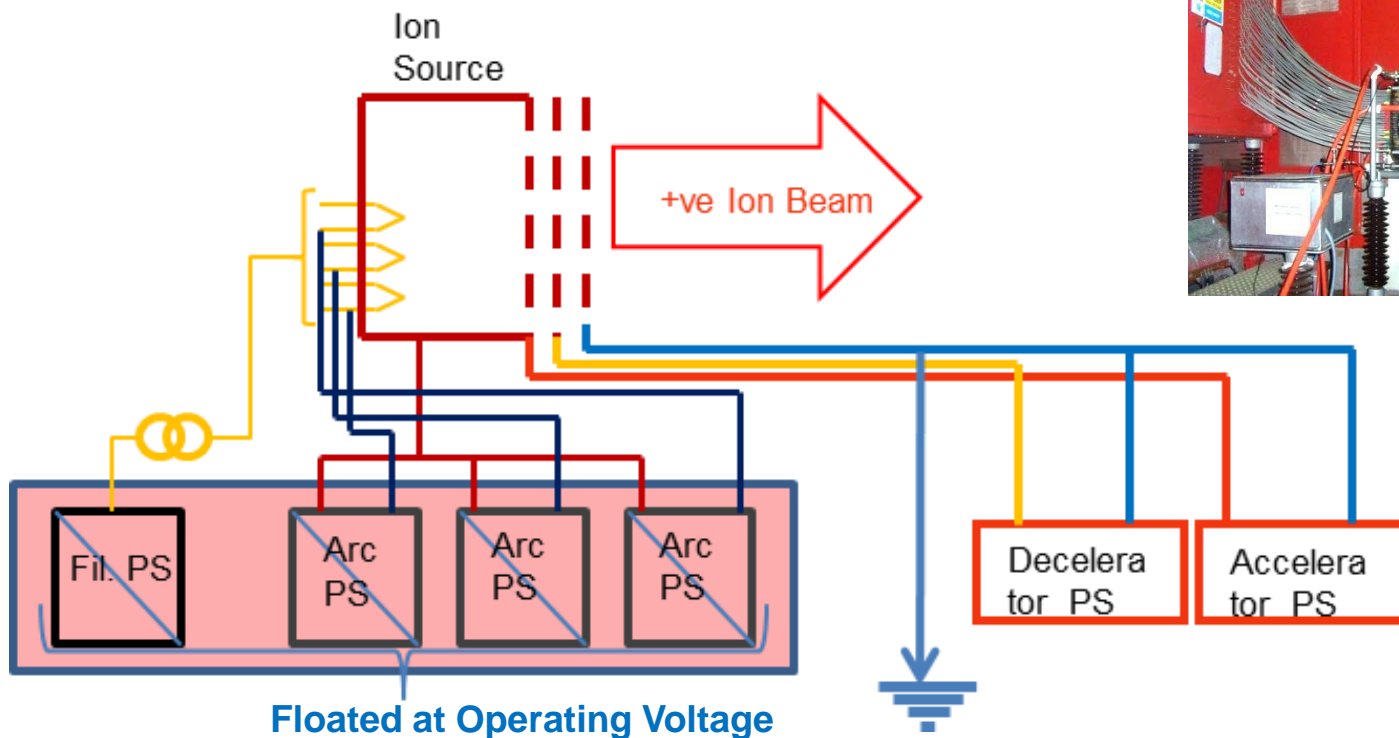 Ion
Source
+ve Ion Beam
Fil. PS
Arc
PS
Arc
PS
Arc
PS
Decelera
tor PS
Accelera
tor PS
Floated at Operating Voltage